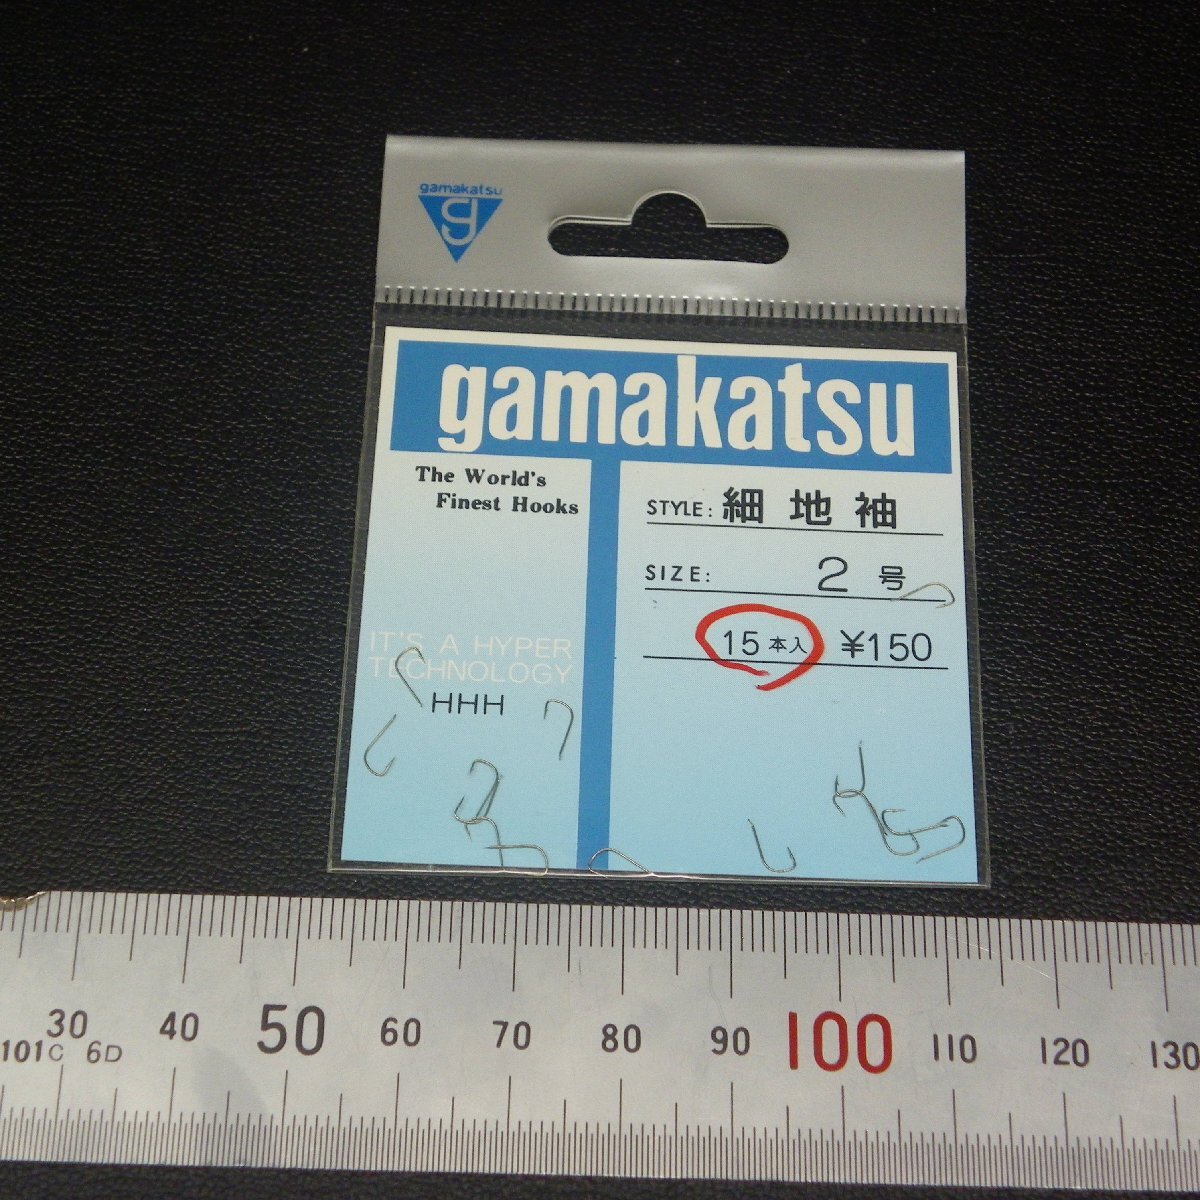 gamakatsu
g
gamakatsu
The World's
Finest Hooks
STYLE: 細地袖
SIZE: 2号
15本入 ¥150
IT'S A HYPER
TECHNOLOGY
HHH
30 40 50 60 70 80 90 100 110 120 130
101C 6D